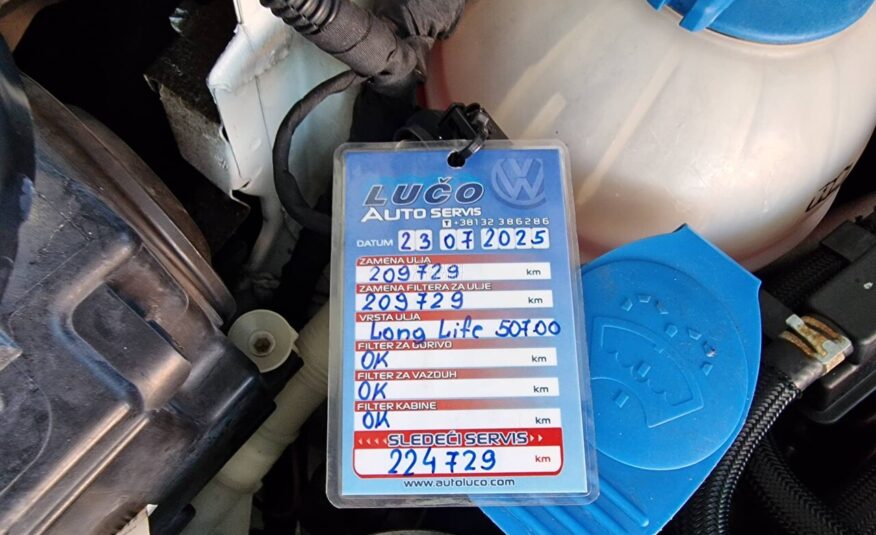 LUČO
AUTO SERVIS
T +38132 386286
DATUM 23 07 2025
ZAMENA ULJA
209729 km
ZAMENA FILTERA ZA ULJE
209729 km
VRSTA ULJA
Long Life 50700
FILTER ZA GORIVO
OK km
FILTER ZA VAZDUH
OK km
FILTER KABINE
OK km
SLEDEĆI SERVIS
224729 km
www.autoluco.com